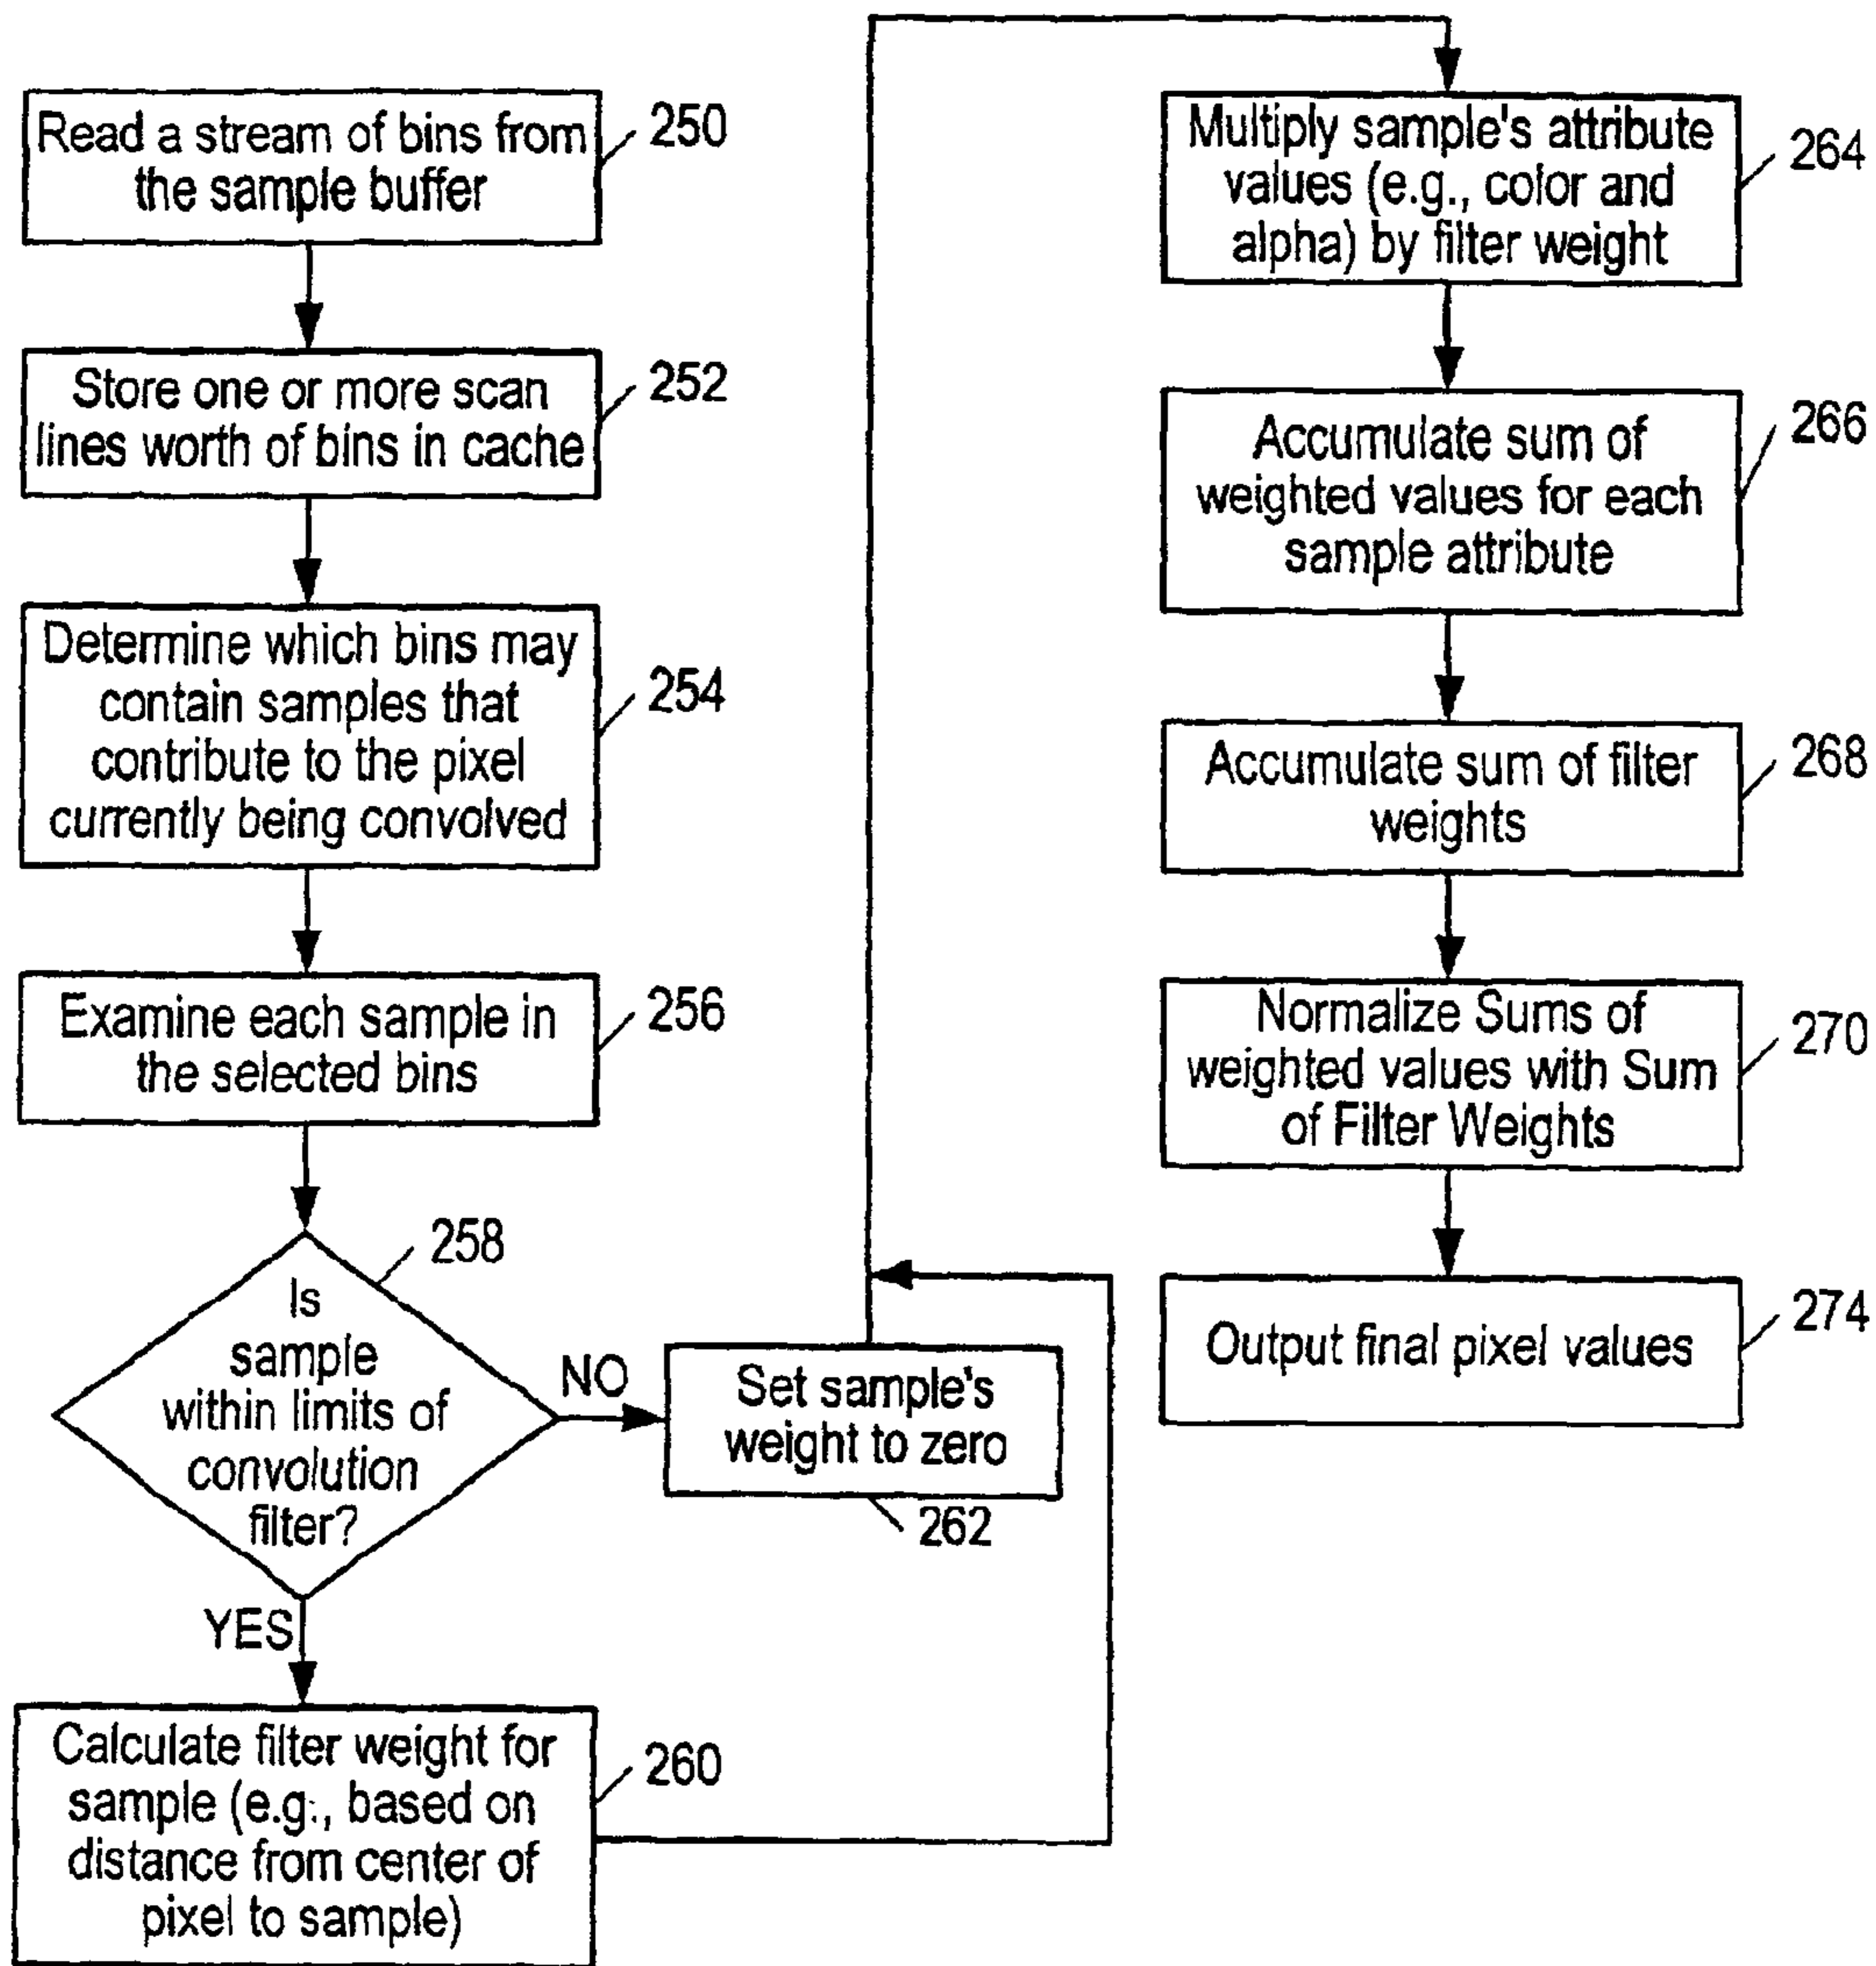 Read a stream of bins from
the sample buffer
250
Store one or more scan
lines worth of bins in cache
252
Determine which bins may
contain samples that
contribute to the pixel
currently being convolved
254
Examine each sample in
the selected bins
256
Is
sample
within limits of
convolution
filter?
258
NO
Set sample's
weight to zero
262
YES
Calculate filter weight for
sample (e.g., based on
distance from center of
pixel to sample)
260
Multiply sample's attribute
values (e.g., color and
alpha) by filter weight
264
Accumulate sum of
weighted values for each
sample attribute
266
Accumulate sum of filter
weights
268
Normalize Sums of
weighted values with Sum
of Filter Weights
270
Output final pixel values
274